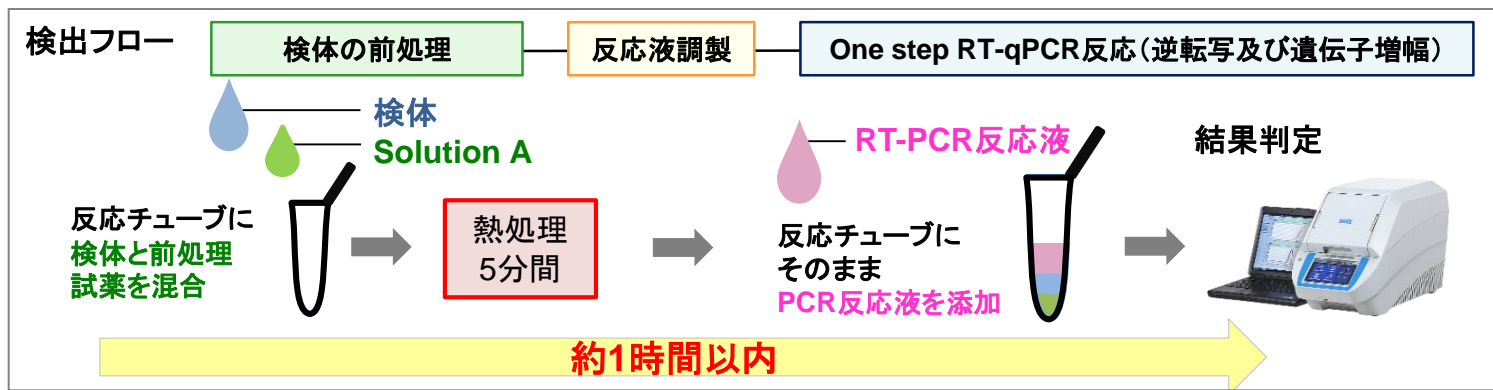 検出フロー
検体の前処理
反応液調製
One step RT-qPCR反応（逆転写及び遺伝子増幅）
検体
Solution A
反応チューブに
検体と前処理
試薬を混合
熱処理
5分間
RT-PCR反応液
反応チューブに
そのまま
PCR反応液を添加
結果判定
約1時間以内